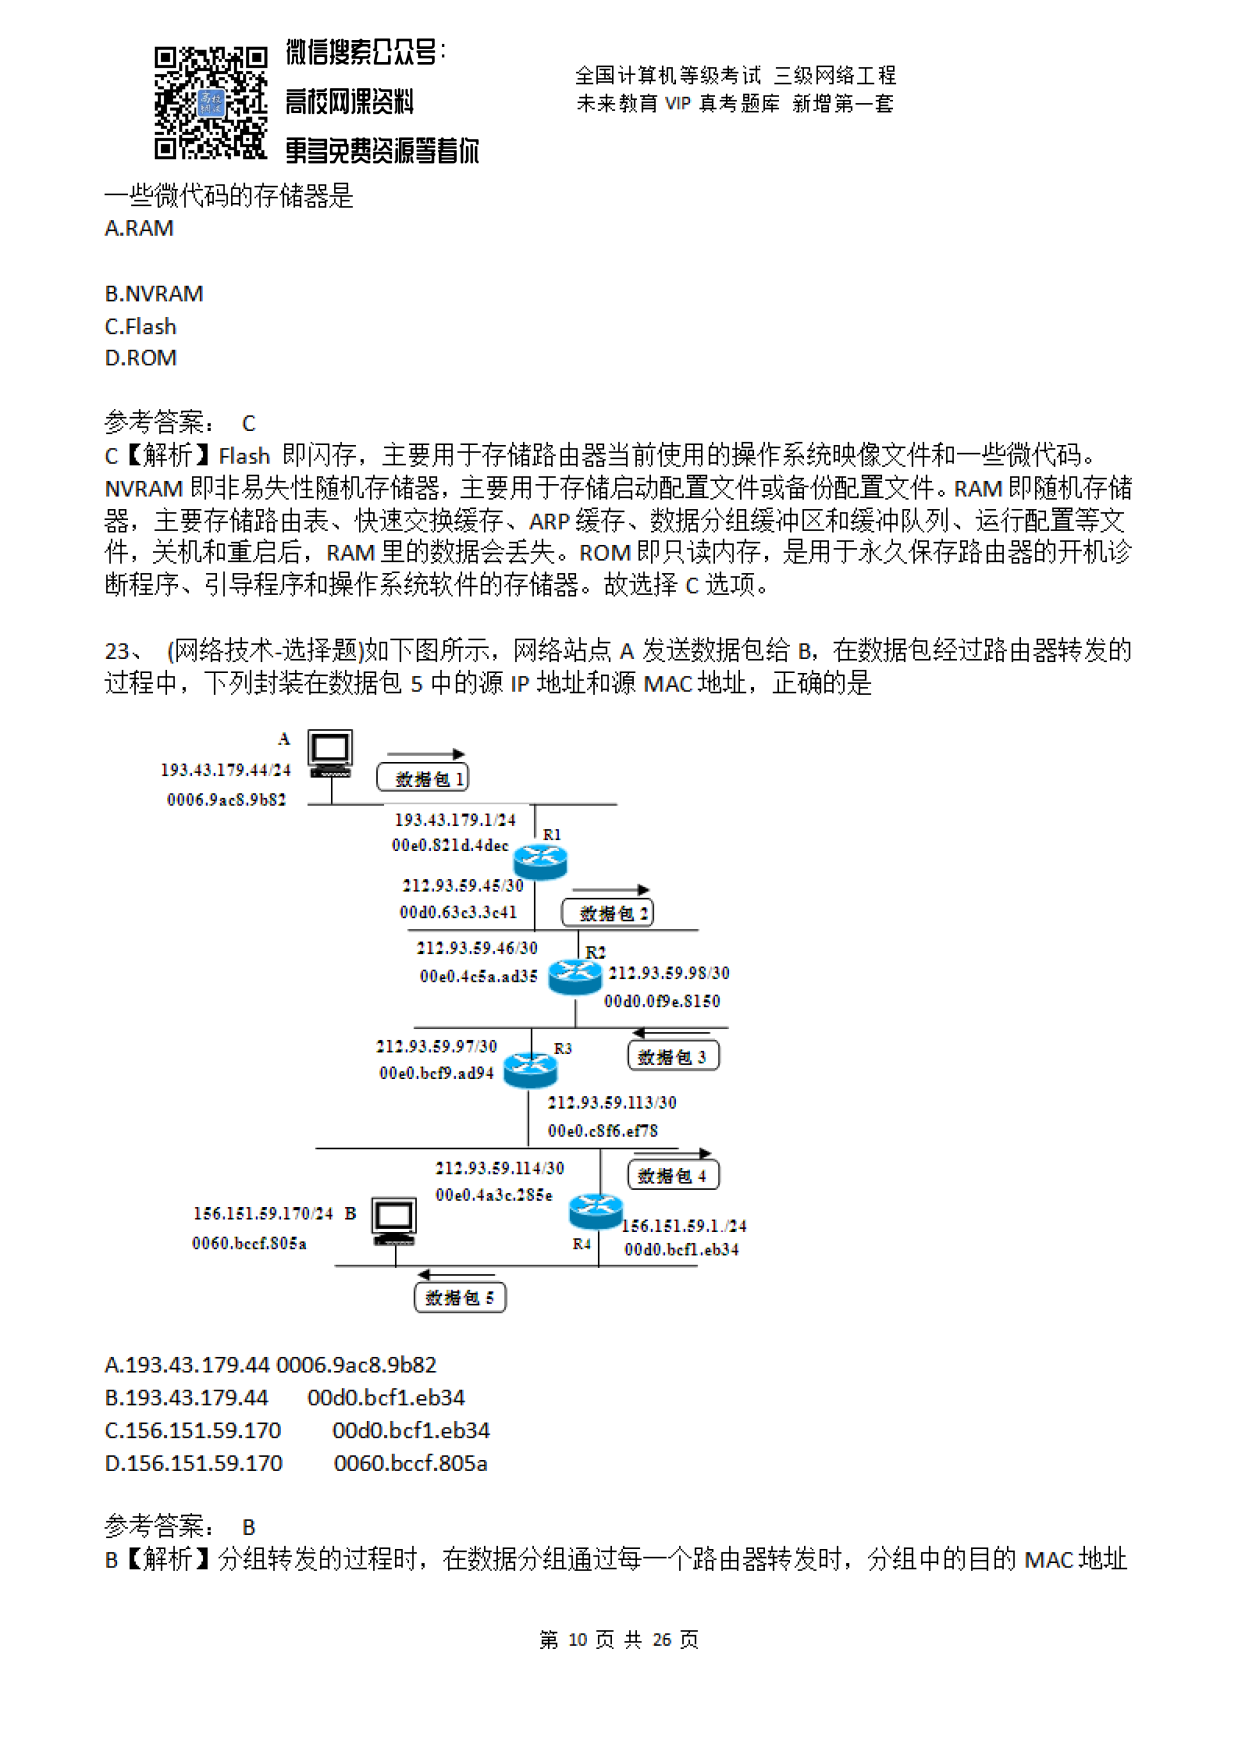 微信搜索公众号：
高校网课资料
更多免费资源等着你
高校
网课
全国计算机等级考试 三级网络工程
未来教育 VIP 真考题库 新增第一套
一些微代码的存储器是
A.RAM
B.NVRAM
C.Flash
D.ROM
参考答案： C
C【解析】Flash 即闪存，主要用于存储路由器当前使用的操作系统映像文件和一些微代码。
NVRAM 即非易失性随机存储器，主要用于存储启动配置文件或备份配置文件。RAM 即随机存储
器，主要存储路由表、快速交换缓存、ARP 缓存、数据分组缓冲区和缓冲队列、运行配置等文
件，关机和重启后，RAM 里的数据会丢失。ROM 即只读内存，是用于永久保存路由器的开机诊
断程序、引导程序和操作系统软件的存储器。故选择 C 选项。
23、 (网络技术-选择题)如下图所示，网络站点 A 发送数据包给 B，在数据包经过路由器转发的
过程中，下列封装在数据包 5 中的源 IP 地址和源 MAC 地址，正确的是
A
193.43.179.44/24
0006.9ac8.9b82
数据包 1
193.43.179.1/24
00e0.821d.4dec
R1
212.93.59.45/30
00d0.63c3.3c41
数据包 2
212.93.59.46/30
00e0.4c5a.ad35
R2
212.93.59.98/30
00d0.0f9e.8150
212.93.59.97/30
00e0.bcf9.ad94
R3
数据包 3
212.93.59.113/30
00e0.c8f6.ef78
212.93.59.114/30
00e0.4a3c.285e
数据包 4
156.151.59.170/24 B
0060.bccf.805a
R4
156.151.59.1./24
00d0.bcf1.eb34
数据包 5
A.193.43.179.44 0006.9ac8.9b82
B.193.43.179.44 00d0.bcf1.eb34
C.156.151.59.170 00d0.bcf1.eb34
D.156.151.59.170 0060.bccf.805a
参考答案： B
B【解析】分组转发的过程时，在数据分组通过每一个路由器转发时，分组中的目的 MAC 地址
第 10 页 共 26 页